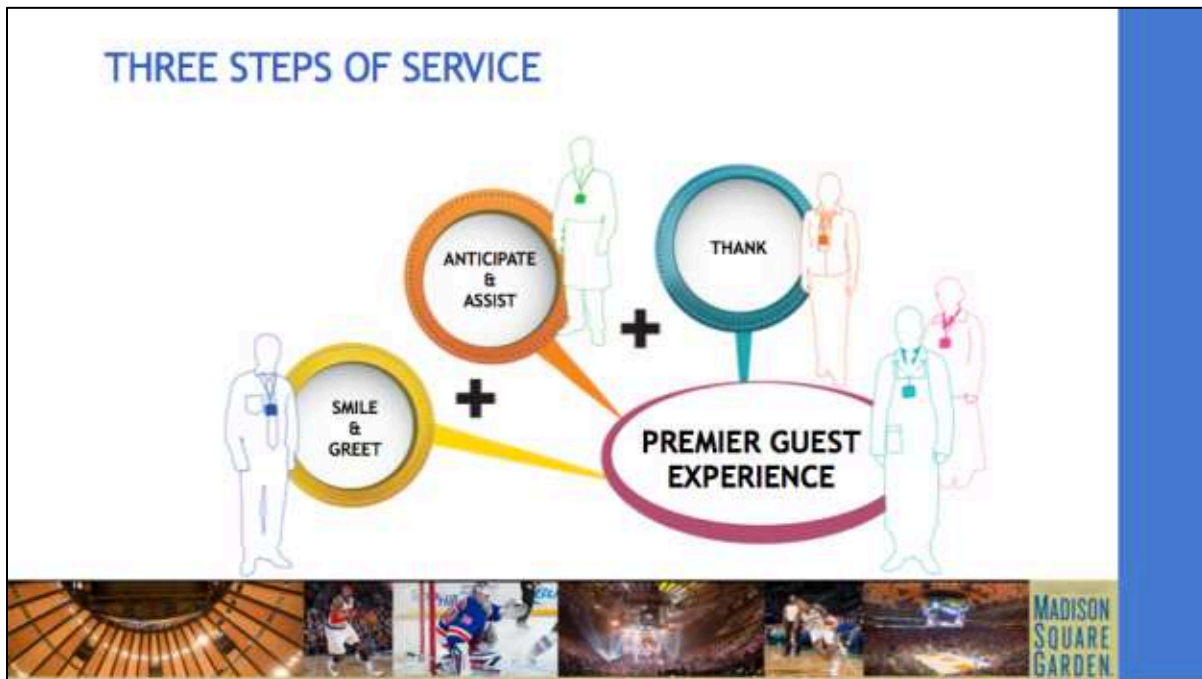 THREE STEPS OF SERVICE
SMILE
&
GREET
ANTICIPATE
&
ASSIST
THANK
PREMIER GUEST
EXPERIENCE
MADISON
SQUARE
GARDEN